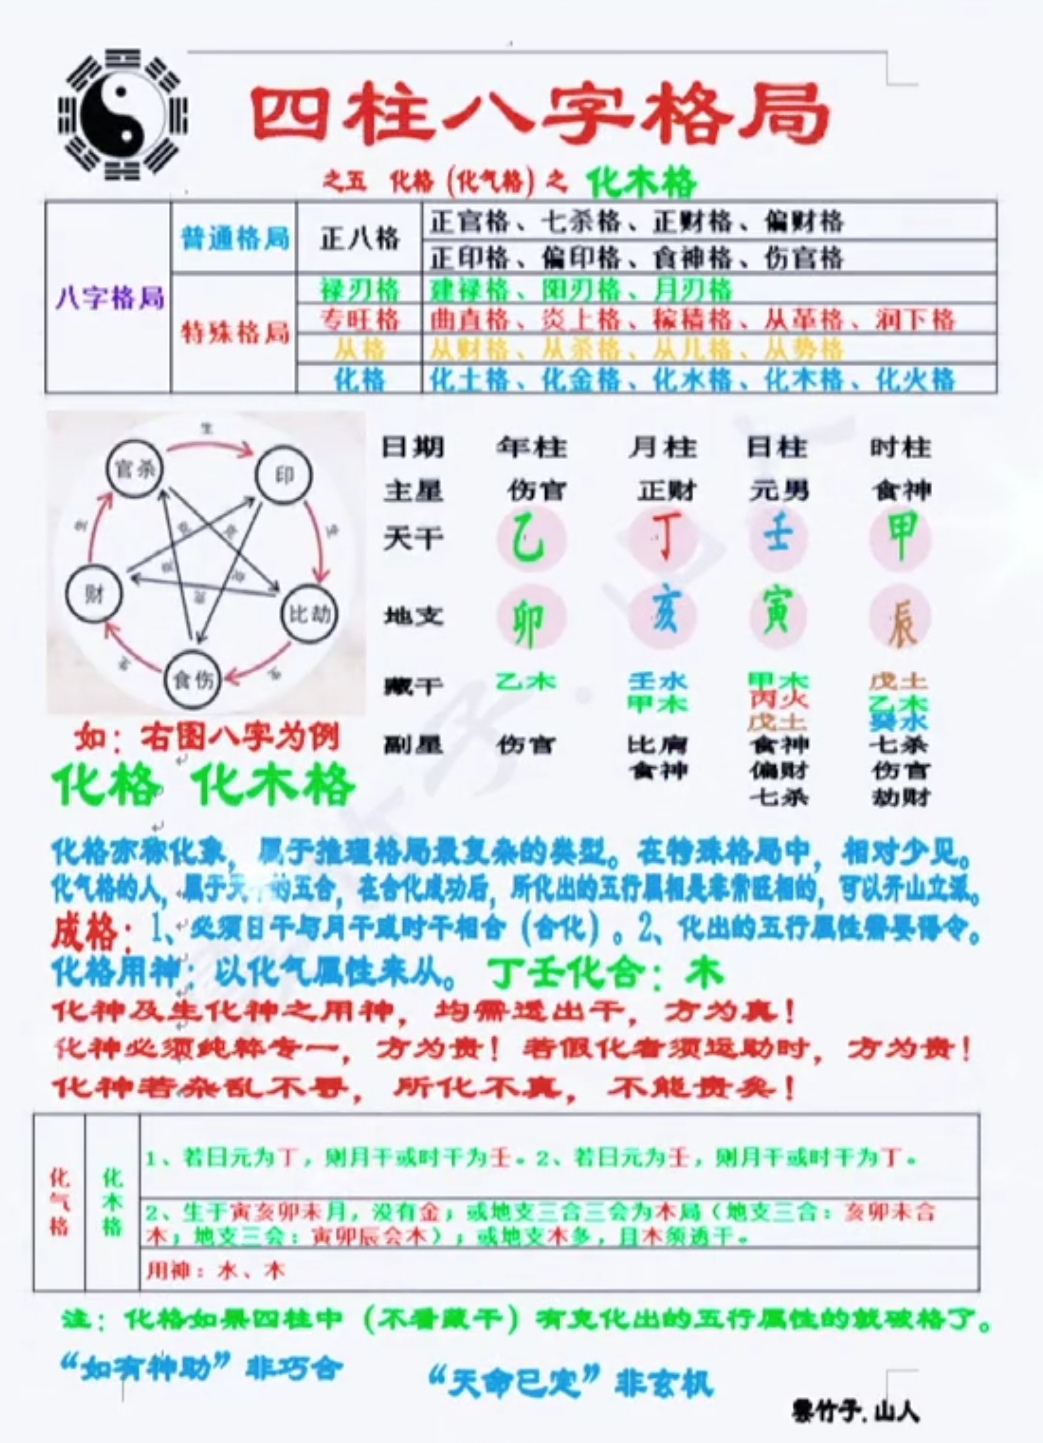 四柱八字格局
之五 化格（化气格）之 化木格
八字格局
普通格局
正八格
正官格、七杀格、正财格、偏财格
正印格、偏印格、食神格、伤官格
特殊格局
禄刃格
建禄格、阳刃格、月刃格
专旺格
曲直格、炎上格、稼穑格、从革格、润下格
从格
从财格、从杀格、从儿格、从势格
化格
化土格、化金格、化水格、化木格、化火格
官杀
生
印
生
比劫
生
食伤
生
财
生
日期 年柱 月柱 日柱 时柱
主星 伤官 正财 元男 食神
天干 乙 丁 壬 甲
地支 卯 亥 寅 辰
藏干 乙木 壬水 甲木 戊土
甲木 丙火 乙木
戊土 癸水
副星 伤官 比肩 食神 七杀
食神 偏财 伤官
七杀 劫财
如：右图八字为例
化格 化木格
化格亦称化象，属于推理格局最复杂的类型。在特殊格局中，相对少见。
化气格的人，属于天干的五合，在合化成功后，所化出的五行属相是非常旺相的，可以开山立派。
成格：1、必须日干与月干或时干相合（合化）。2、化出的五行属性需要得令。
化格用神：以化气属性来从。 丁壬化合：木
化神及生化神之用神，均需透出干，方为真！
化神必须纯粹专一，方为贵！若假化者须运助时，方为贵！
化神若杂乱不寻，所化不真，不能贵矣！
化气格
化木格
1、若日元为丁，则月干或时干为壬。2、若日元为壬，则月干或时干为丁。
2、生于寅亥卯未月，没有金；或地支三合三会为木局（地支三合：亥卯未合
木；地支三会：寅卯辰会木）；或地支木多，且木须透干。
用神：水、木
注：化格如果四柱中（不看藏干）有克化出的五行属性的就破格了。
“如有神助”非巧合
“天命已定”非玄机
云竹子.山人